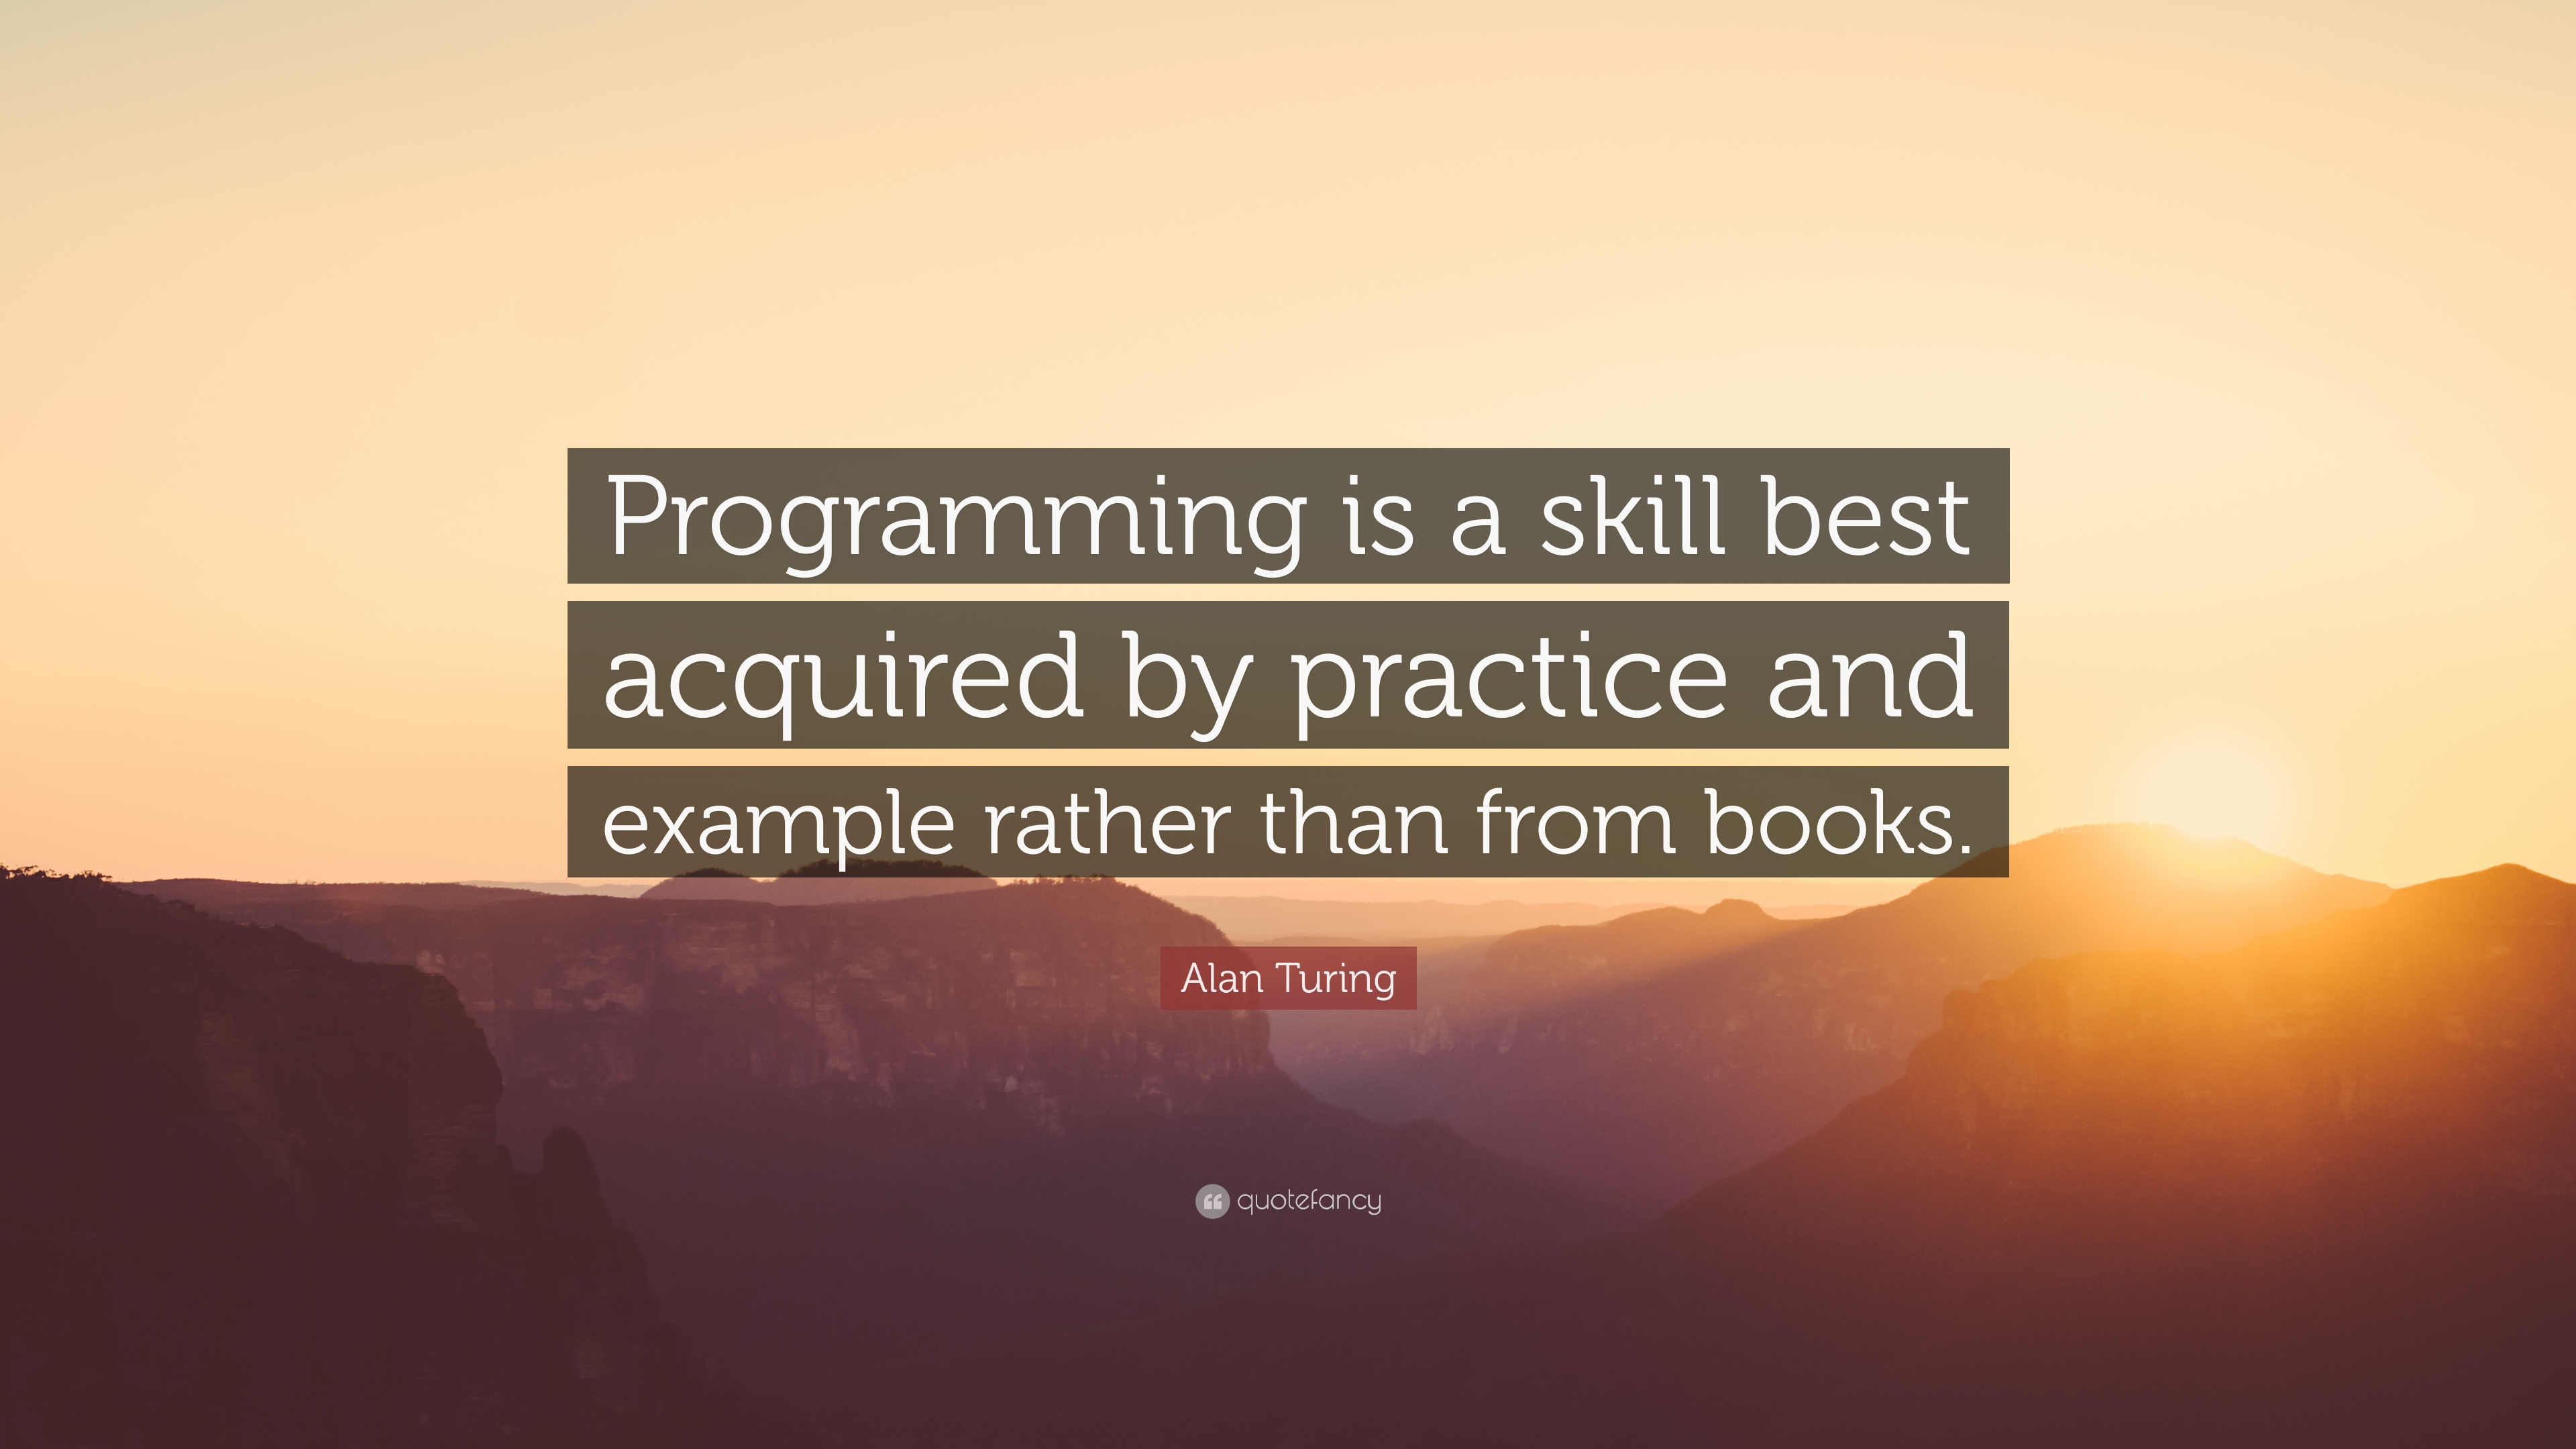 Programming is a skill best
acquired by practice and
example rather than from books.
Alan Turing
quotefancy